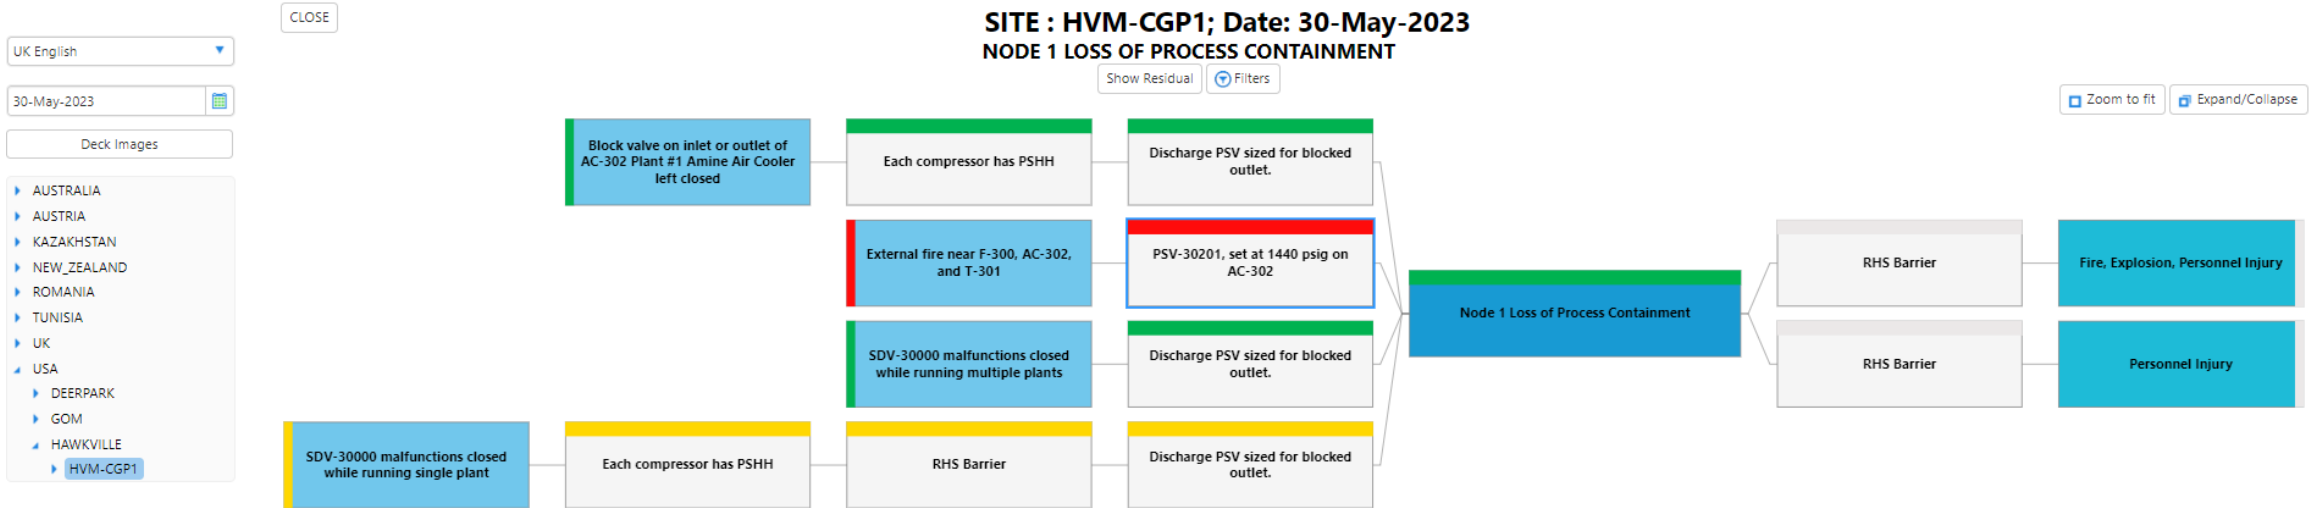 CLOSE
SITE : HVM-CGP1; Date: 30-May-2023
NODE 1 LOSS OF PROCESS CONTAINMENT
Show Residual
Filters
Zoom to fit
Expand/Collapse
UK English
30-May-2023
Deck Images
AUSTRALIA
AUSTRIA
KAZAKHSTAN
NEW_ZEALAND
ROMANIA
TUNISIA
UK
USA
DEERPARK
GOM
HAWKVILLE
HVM-CGP1
Block valve on inlet or outlet of
AC-302 Plant #1 Amine Air Cooler
left closed
Each compressor has PSHH
Discharge PSV sized for blocked
outlet.
External fire near F-300, AC-302,
and T-301
PSV-30201, set at 1440 psig on
AC-302
SDV-30000 malfunctions closed
while running multiple plants
Discharge PSV sized for blocked
outlet.
SDV-30000 malfunctions closed
while running single plant
Each compressor has PSHH
RHS Barrier
Discharge PSV sized for blocked
outlet.
Node 1 Loss of Process Containment
RHS Barrier
Fire, Explosion, Personnel Injury
RHS Barrier
Personnel Injury